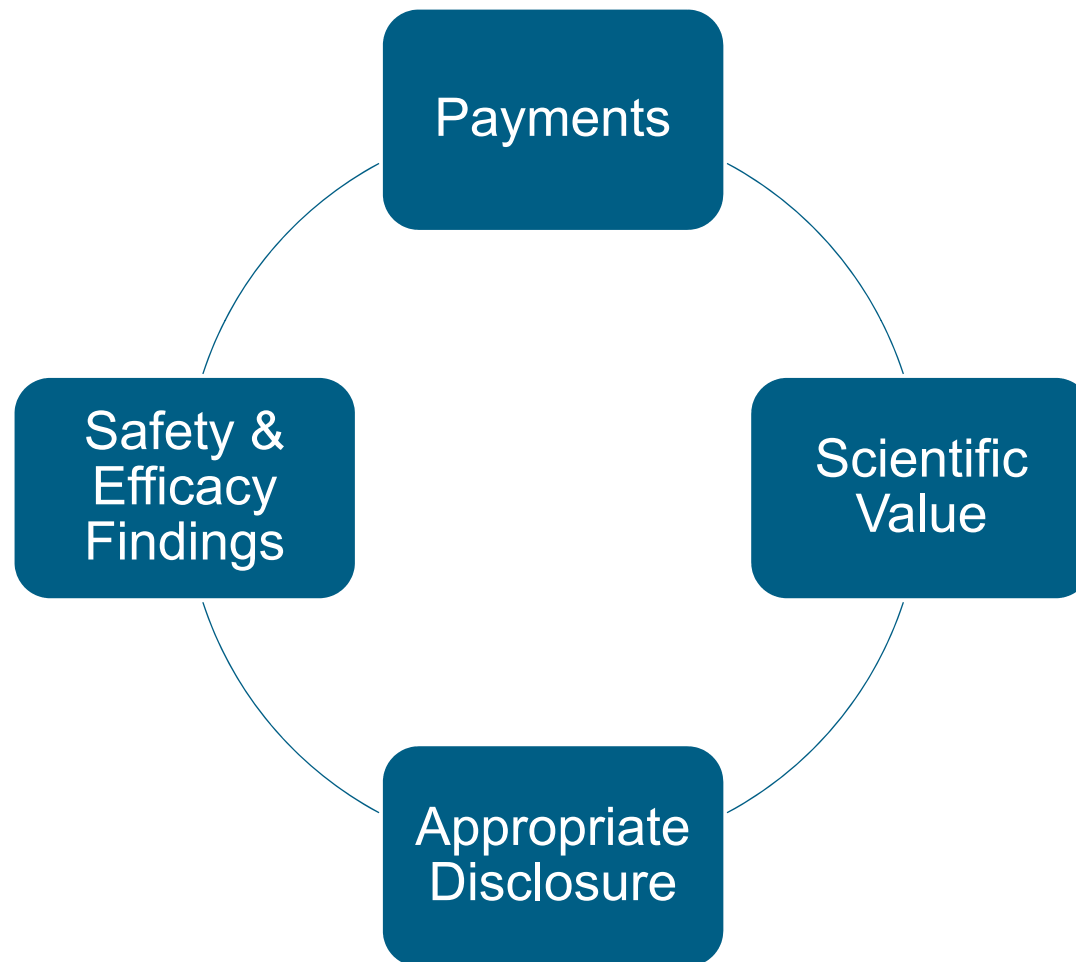 Payments
Scientific
Value
Appropriate
Disclosure
Safety &
Efficacy
Findings